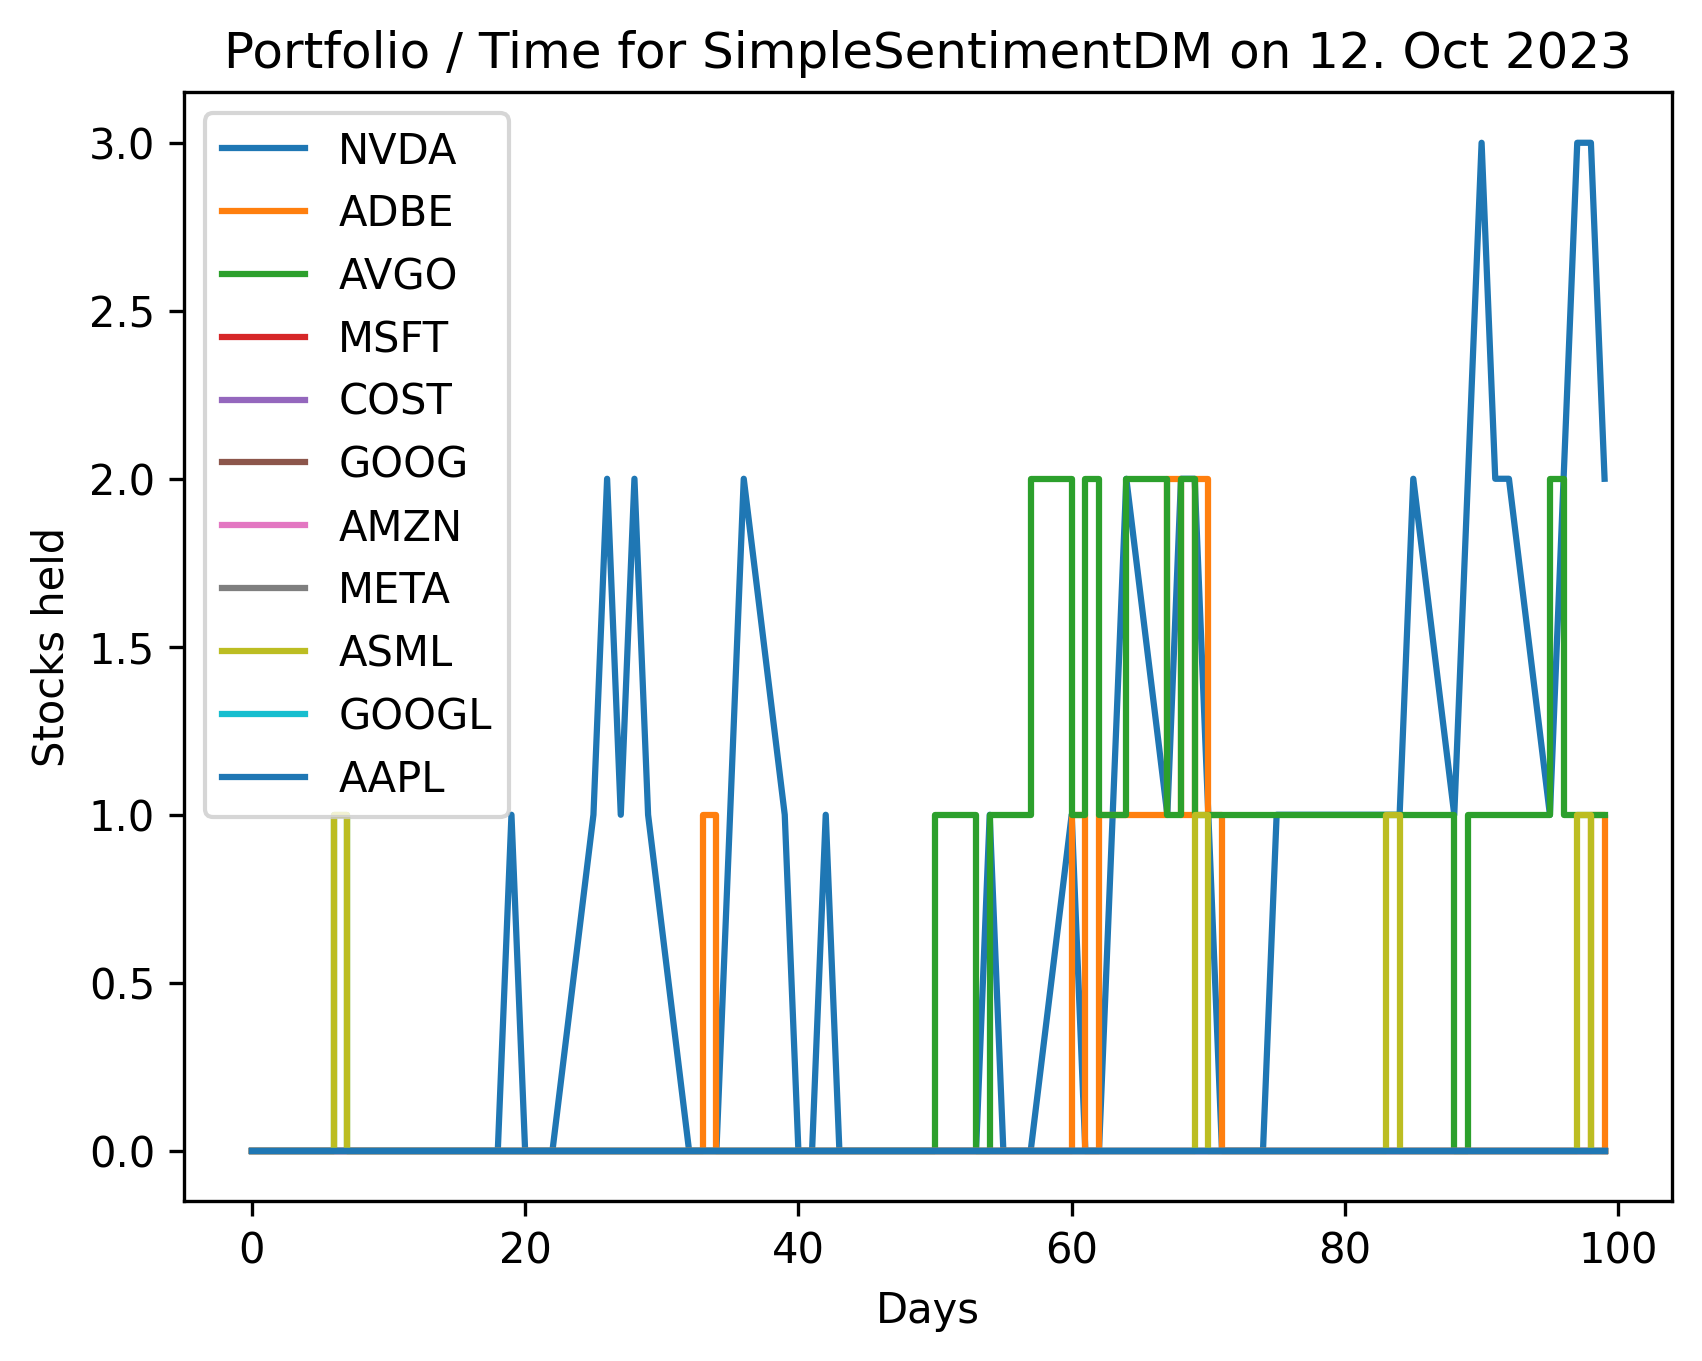 Portfolio / Time for SimpleSentimentDM on 12. Oct 2023
3.0
2.5
2.0
1.5
1.0
0.5
0.0
Stocks held
NVDA
ADBE
AVGO
MSFT
COST
GOOG
AMZN
META
ASML
GOOGL
AAPL
0 20 40 60 80 100
Days